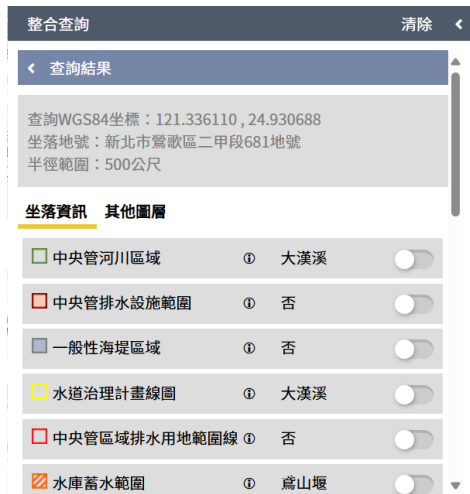 整合查詢 清除
查詢結果
查詢WGS84坐標：121.336110 , 24.930688
坐落地號：新北市鶯歌區二甲段681地號
半徑範圍：500公尺
坐落資訊 其他圖層
中央管河川區域 大漢溪
中央管排水設施範圍 否
一般性海堤區域 否
水道治理計畫線圖 大漢溪
中央管區域排水用地範圍線 否
水庫蓄水範圍 鳶山堰